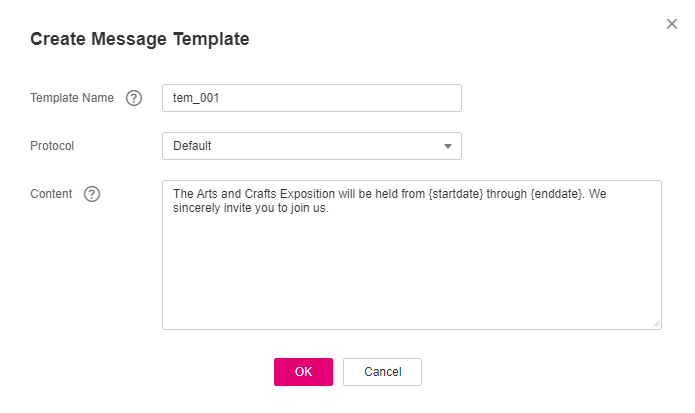 Create Message Template
Template Name ? tem_001
Protocol Default
Content ? The Arts and Crafts Exposition will be held from {startdate} through {enddate}. We
sincerely invite you to join us.
OK Cancel